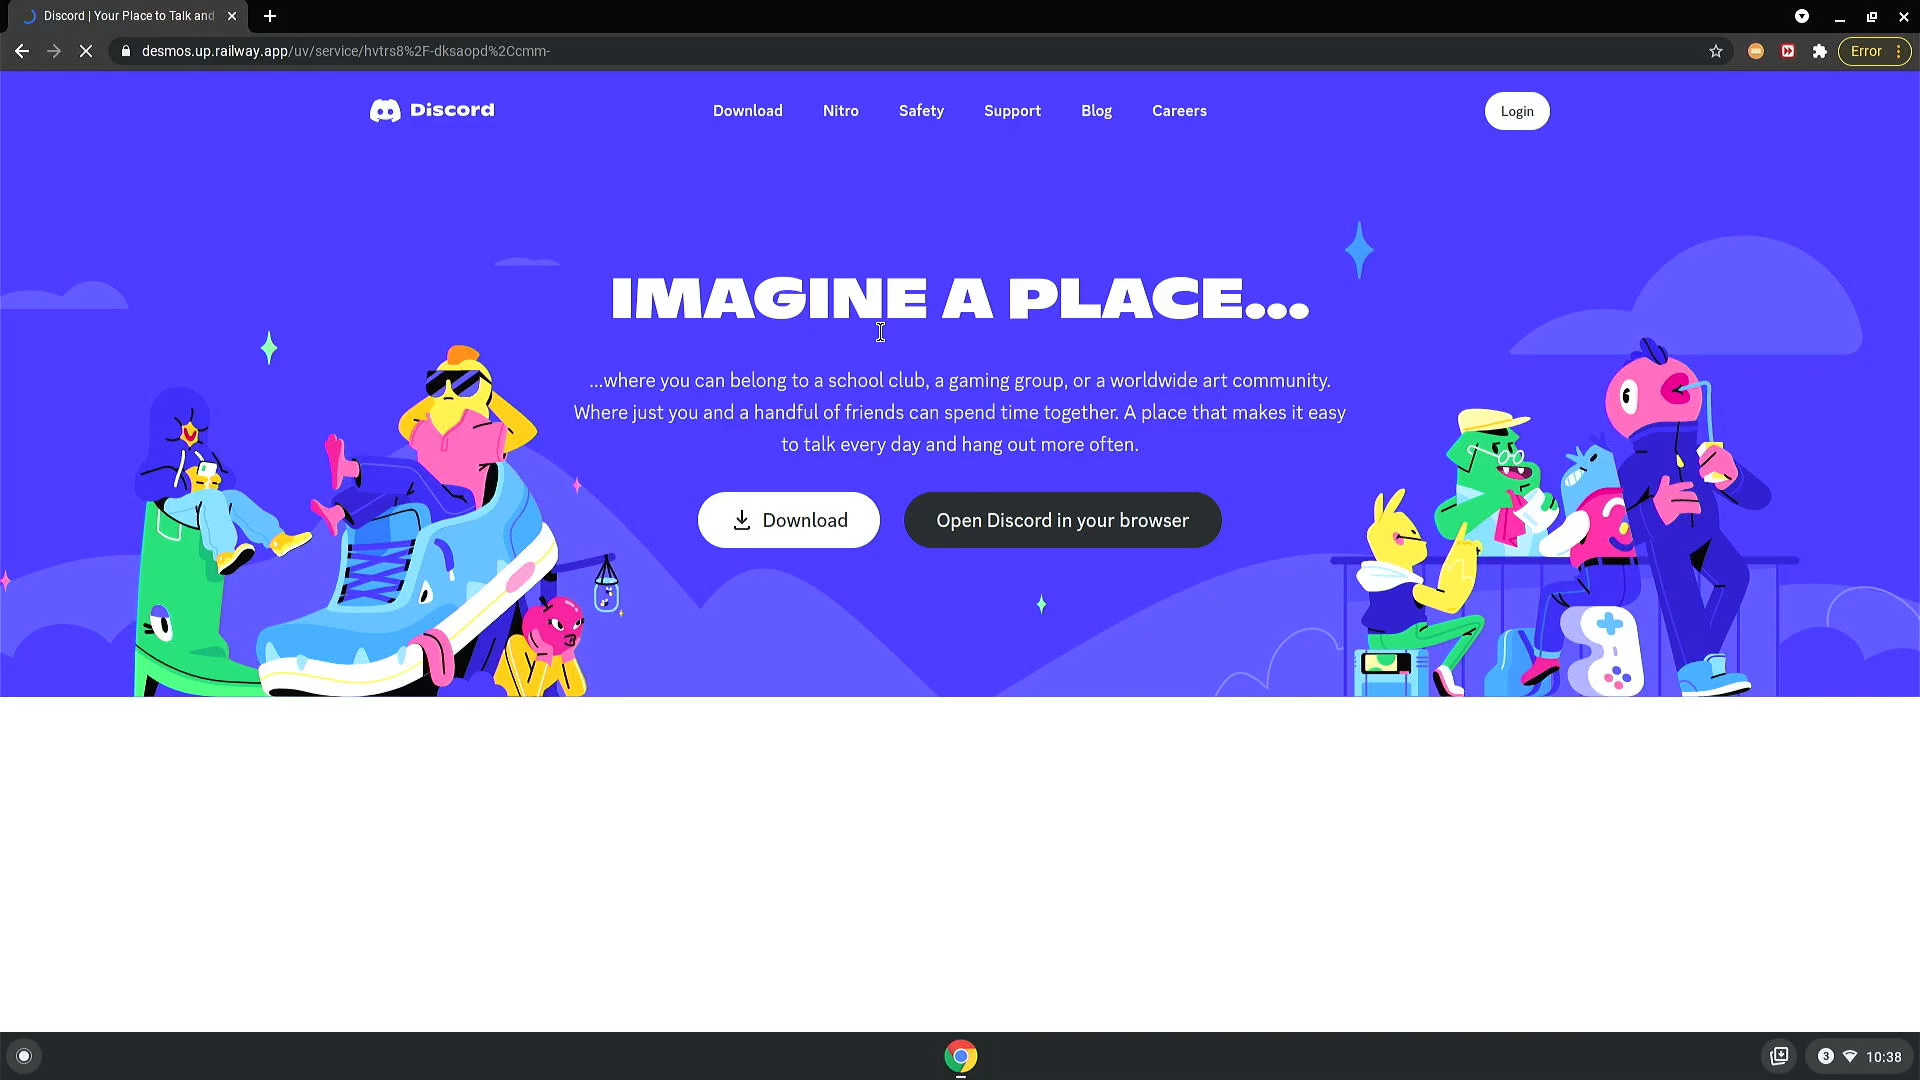 Discord | Your Place to Talk and
desmos.up.railway.app/uv/service/hvtrs8%2F-dksaopd%2Ccmm-
Error
Discord
Download
Nitro
Safety
Support
Blog
Careers
Login
IMAGINE A PLACE...
...where you can belong to a school club, a gaming group, or a worldwide art community.
Where just you and a handful of friends can spend time together. A place that makes it easy
to talk every day and hang out more often.
Download
Open Discord in your browser
3
10:38